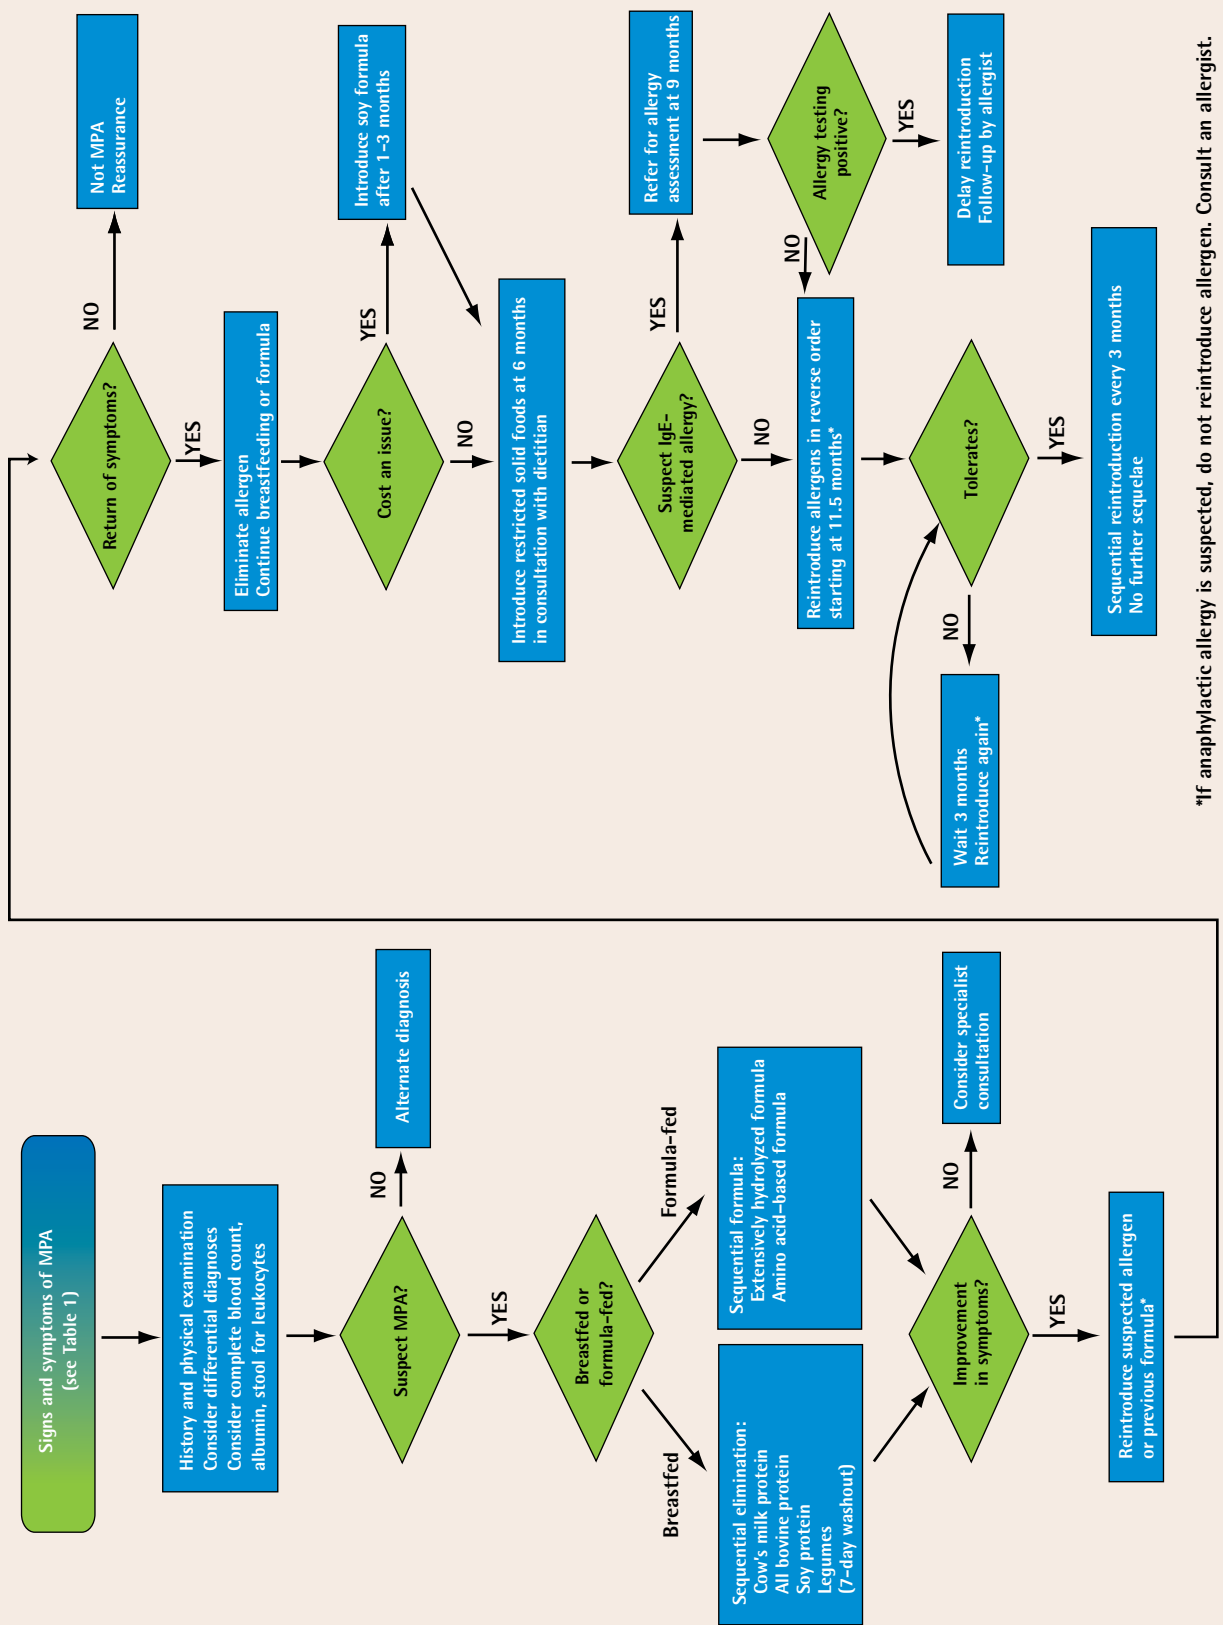 Signs and symptoms of MPA
(see Table 1)
History and physical examination
Consider differential diagnoses
Consider complete blood count,
albumin, stool for leukocytes
Suspect MPA?
NO
Alternate diagnosis
YES
Breastfed or
formula-fed?
Breastfed
Formula-fed
Sequential elimination:
Cow's milk protein
All bovine protein
Soy protein
Legumes
(7-day washout)
Sequential formula:
Extensively hydrolyzed formula
Amino acid-based formula
Improvement
in symptoms?
NO
Consider specialist
consultation
YES
Reintroduce suspected allergen
or previous formula*
Return of symptoms?
NO
Not MPA
Reassurance
YES
Eliminate allergen
Continue breastfeeding or formula
Cost an issue?
YES
Introduce soy formula
after 1-3 months
NO
Introduce restricted solid foods at 6 months
in consultation with dietitian
Suspect IgE-
mediated allergy?
YES
Refer for allergy
assessment at 9 months
Allergy testing
positive?
YES
Delay reintroduction
Follow-up by allergist
NO
NO
Reintroduce allergens in reverse order
starting at 11.5 months*
Tolerates?
NO
Wait 3 months
Reintroduce again*
YES
Sequential reintroduction every 3 months
No further sequelae
*If anaphylactic allergy is suspected, do not reintroduce allergen. Consult an allergist.